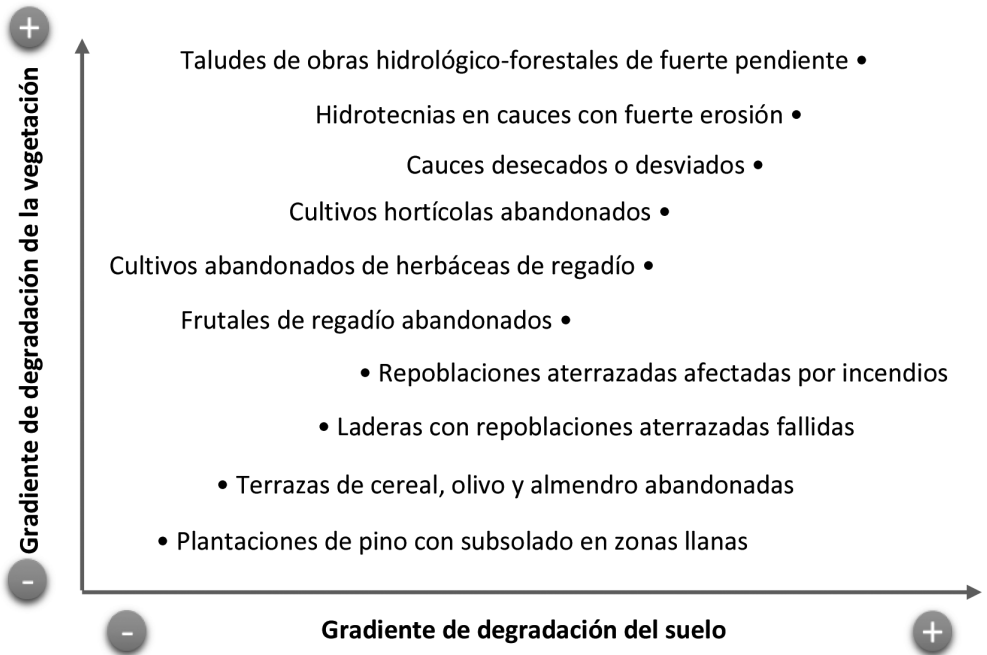 +
Gradiente de degradación de la vegetación
-
Taludes de obras hidrológico-forestales de fuerte pendiente •
Hidrotecnias en cauces con fuerte erosión •
Cauces desecados o desviados •
Cultivos hortícolas abandonados •
Cultivos abandonados de herbáceas de regadío •
Frutales de regadío abandonados •
• Repoblaciones aterrazadas afectadas por incendios
• Laderas con repoblaciones aterrazadas fallidas
• Terrazas de cereal, olivo y almendro abandonadas
• Plantaciones de pino con subsolado en zonas llanas
-
Gradiente de degradación del suelo
+